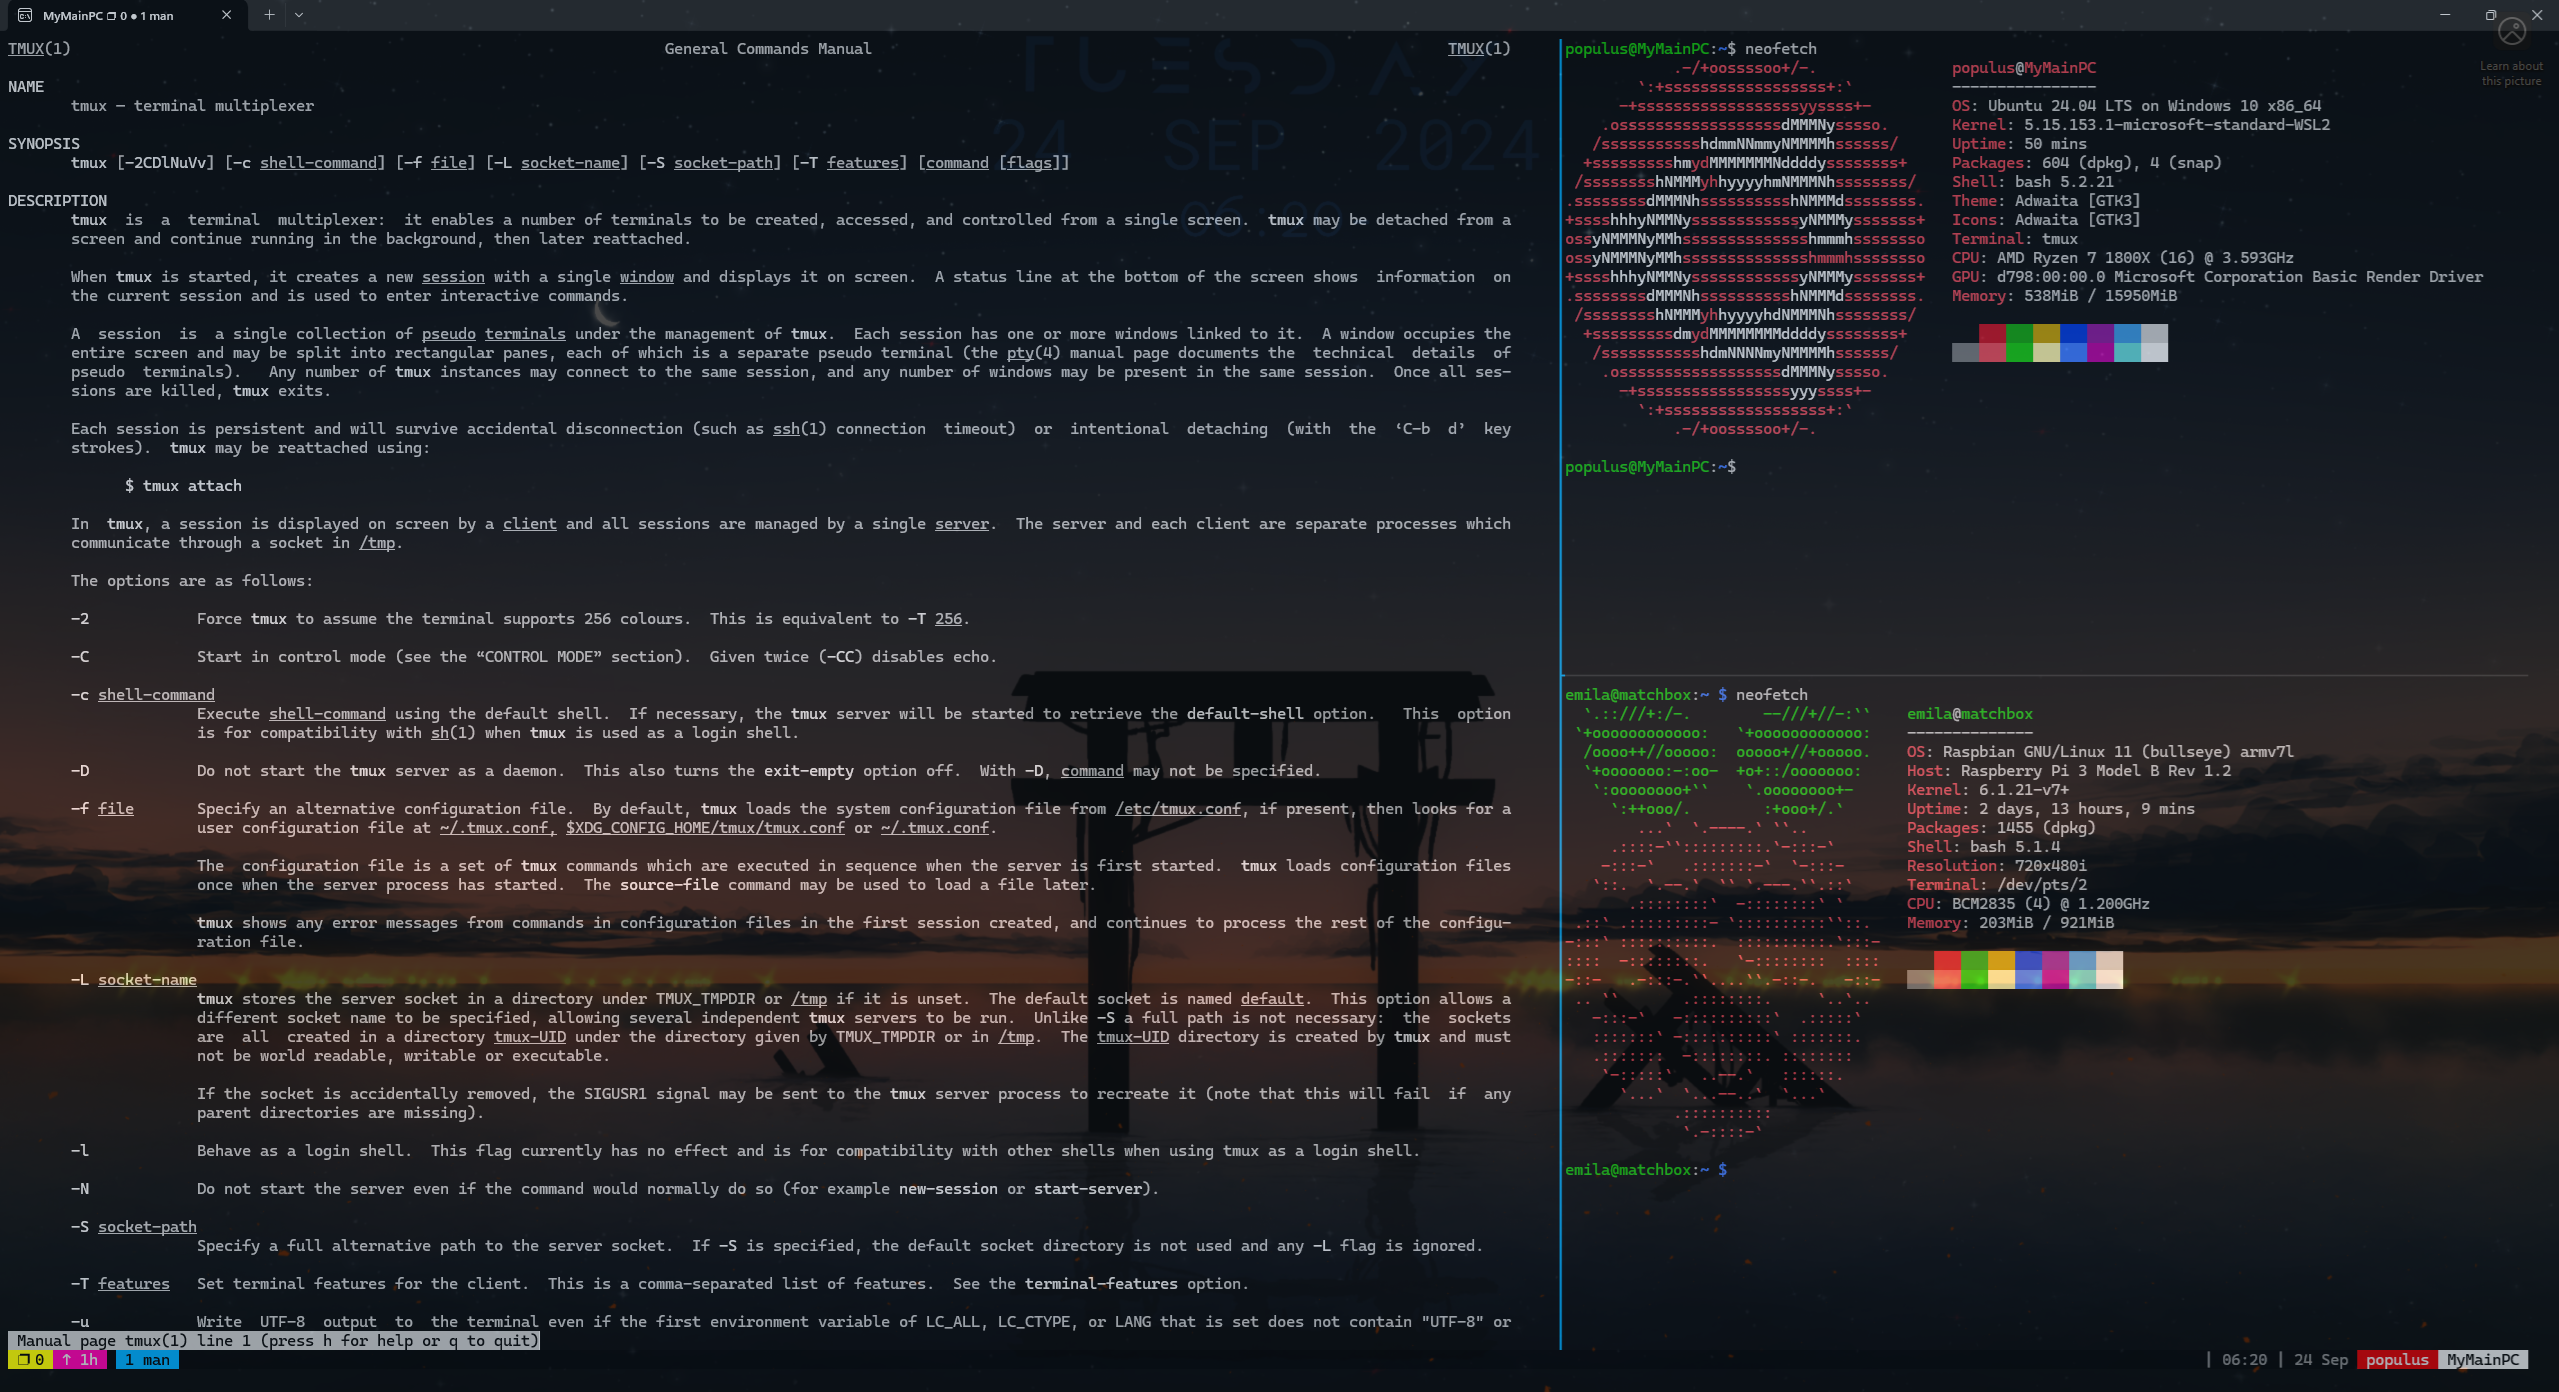 MyMainPC ❐ 0 ● 1 man
TMUX(1) General Commands Manual TMUX(1)
NAME
tmux — terminal multiplexer
SYNOPSIS
tmux [-2CDlNuVv] [-c shell-command] [-f file] [-L socket-name] [-S socket-path] [-T features] [command [flags]]
DESCRIPTION
tmux is a terminal multiplexer: it enables a number of terminals to be created, accessed, and controlled from a single screen. tmux may be detached from a
screen and continue running in the background, then later reattached.
When tmux is started, it creates a new session with a single window and displays it on screen. A status line at the bottom of the screen shows information on
the current session and is used to enter interactive commands.
A session is a single collection of pseudo terminals under the management of tmux. Each session has one or more windows linked to it. A window occupies the
entire screen and may be split into rectangular panes, each of which is a separate pseudo terminal (the pty(4) manual page documents the technical details of
pseudo terminals). Any number of tmux instances may connect to the same session, and any number of windows may be present in the same session. Once all ses-
sions are killed, tmux exits.
Each session is persistent and will survive accidental disconnection (such as ssh(1) connection timeout) or intentional detaching (with the ‘C-b d’ key
strokes). tmux may be reattached using:
$ tmux attach
In tmux, a session is displayed on screen by a client and all sessions are managed by a single server. The server and each client are separate processes which
communicate through a socket in /tmp.
The options are as follows:
-2 Force tmux to assume the terminal supports 256 colours. This is equivalent to -T 256.
-C Start in control mode (see the “CONTROL MODE” section). Given twice (-CC) disables echo.
-c shell-command
Execute shell-command using the default shell. If necessary, the tmux server will be started to retrieve the default-shell option. This option
is for compatibility with sh(1) when tmux is used as a login shell.
-D Do not start the tmux server as a daemon. This also turns the exit-empty option off. With -D, command may not be specified.
-f file Specify an alternative configuration file. By default, tmux loads the system configuration file from /etc/tmux.conf, if present, then looks for a
user configuration file at ~/.tmux.conf, $XDG_CONFIG_HOME/tmux/tmux.conf or ~/.tmux.conf.
The configuration file is a set of tmux commands which are executed in sequence when the server is first started. tmux loads configuration files
once when the server process has started. The source-file command may be used to load a file later.
tmux shows any error messages from commands in configuration files in the first session created, and continues to process the rest of the configu-
ration file.
-L socket-name
tmux stores the server socket in a directory under TMUX_TMPDIR or /tmp if it is unset. The default socket is named default. This option allows a
different socket name to be specified, allowing several independent tmux servers to be run. Unlike -S a full path is not necessary: the sockets
are all created in a directory tmux-UID under the directory given by TMUX_TMPDIR or in /tmp. The tmux-UID directory is created by tmux and must
not be world readable, writable or executable.
If the socket is accidentally removed, the SIGUSR1 signal may be sent to the tmux server process to recreate it (note that this will fail if any
parent directories are missing).
-l Behave as a login shell. This flag currently has no effect and is for compatibility with other shells when using tmux as a login shell.
-N Do not start the server even if the command would normally do so (for example new-session or start-server).
-S socket-path
Specify a full alternative path to the server socket. If -S is specified, the default socket directory is not used and any -L flag is ignored.
-T features Set terminal features for the client. This is a comma-separated list of features. See the terminal-features option.
-u Write UTF-8 output to the terminal even if the first environment variable of LC_ALL, LC_CTYPE, or LANG that is set does not contain "UTF-8" or
Manual page tmux(1) line 1 (press h for help or q to quit)
populus@MyMainPC:~$ neofetch
populus@MyMainPC
----------------
OS: Ubuntu 24.04 LTS on Windows 10 x86_64
Kernel: 5.15.153.1-microsoft-standard-WSL2
Uptime: 50 mins
Packages: 604 (dpkg), 4 (snap)
Shell: bash 5.2.21
Theme: Adwaita [GTK3]
Icons: Adwaita [GTK3]
Terminal: tmux
CPU: AMD Ryzen 7 1800X (16) @ 3.593GHz
GPU: d798:00:00.0 Microsoft Corporation Basic Render Driver
Memory: 538MiB / 15950MiB
populus@MyMainPC:~$
emila@matchbox:~ $ neofetch
emila@matchbox
--------------
OS: Raspbian GNU/Linux 11 (bullseye) armv7l
Host: Raspberry Pi 3 Model B Rev 1.2
Kernel: 6.1.21-v7+
Uptime: 2 days, 13 hours, 9 mins
Packages: 1455 (dpkg)
Shell: bash 5.1.4
Resolution: 720x480i
Terminal: /dev/pts/2
CPU: BCM2835 (4) @ 1.200GHz
Memory: 203MiB / 921MiB
emila@matchbox:~ $
Learn about
this picture
TUESDAY
24 SEP 2024
06:20
❐ 0 ↑ 1h 1 man | 06:20 | 24 Sep populus MyMainPC